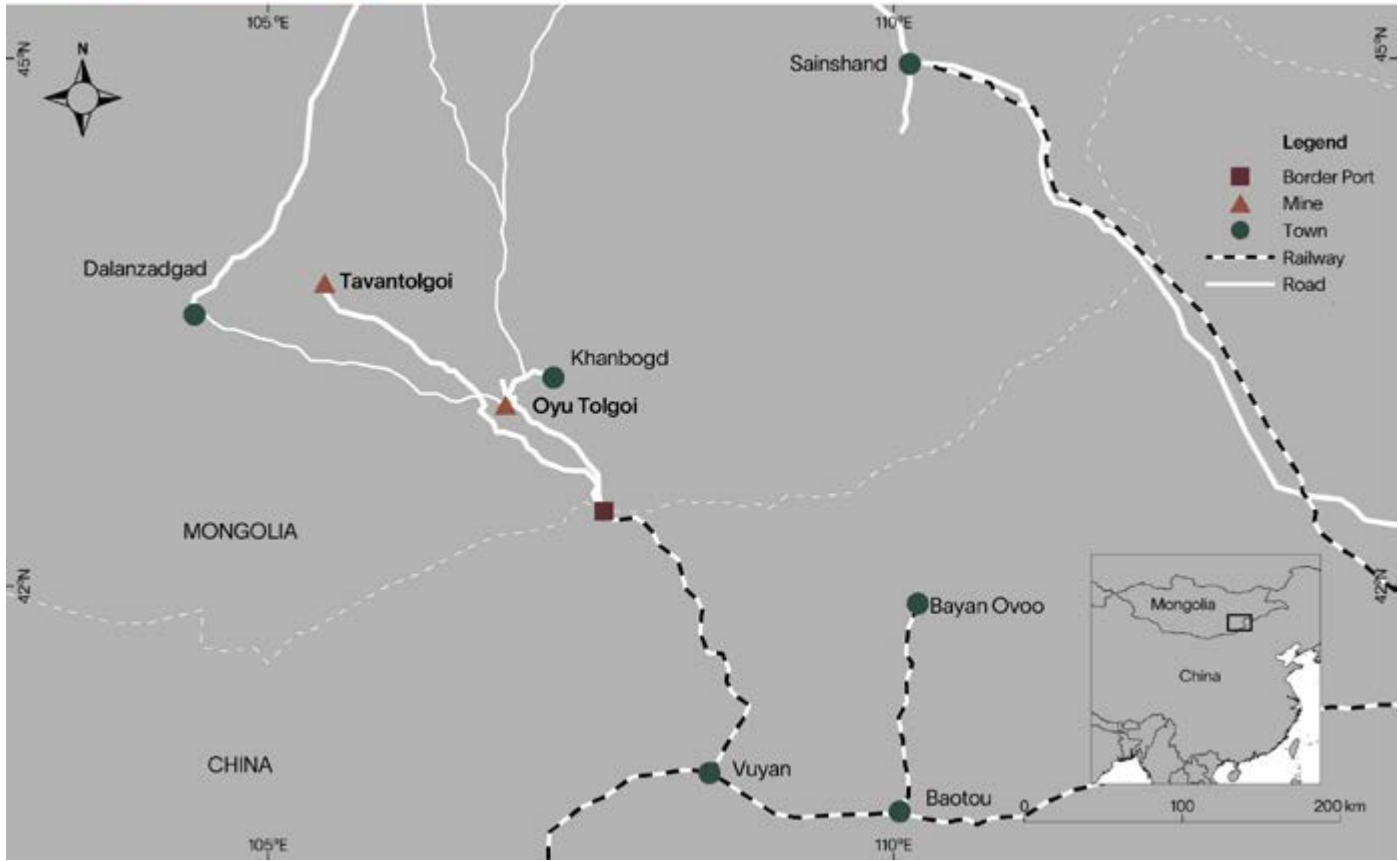 105°E
110°E
45°N
45°N
N
Sainshand
Legend
Border Port
Mine
Town
Railway
Road
Dalanzadgad
Tavantolgoi
Khanbogd
Oyu Tolgoi
MONGOLIA
42°N
42°N
Bayan Ovoo
Mongolia
China
CHINA
Vuyan
Baotou
0 100 200 km
105°E
110°E